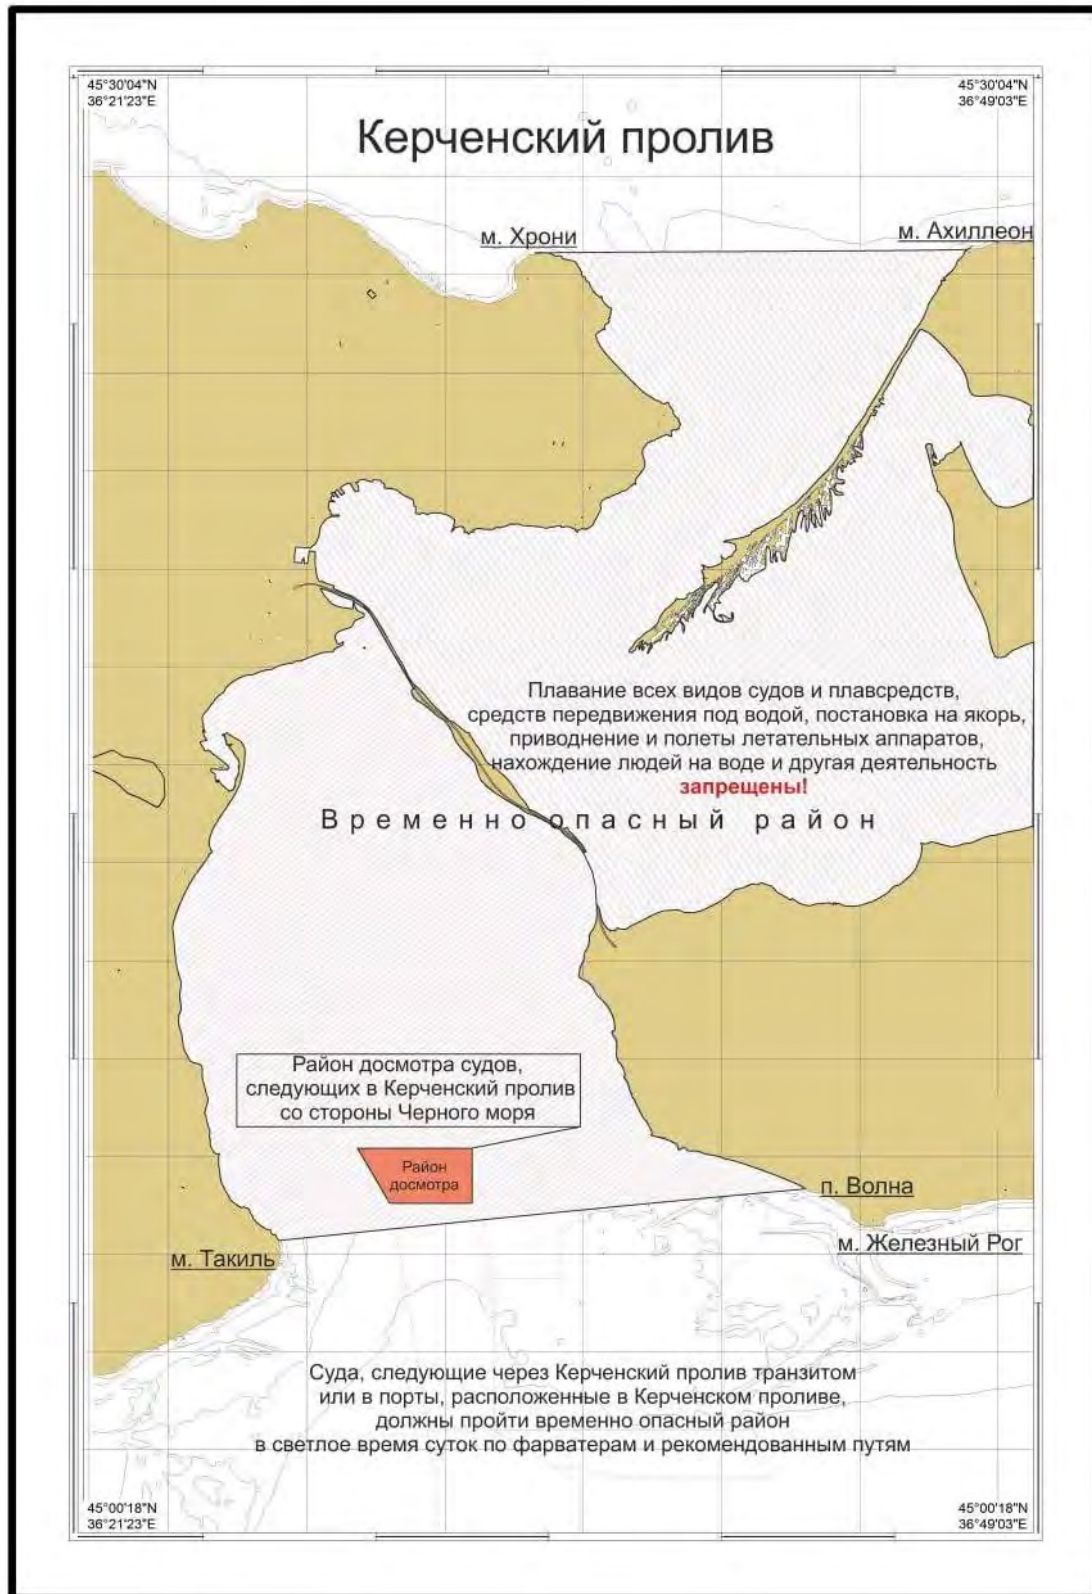 45°30'04"N
36°21'23"E
45°30'04"N
36°49'03"E
Керченский пролив
м. Хрони
м. Ахиллеон
Плавание всех видов судов и плавсредств,
средств передвижения под водой, постановка на якорь,
приводнение и полеты летательных аппаратов,
нахождение людей на воде и другая деятельность
запрещены!
Временно опасный район
Район досмотра судов,
следующих в Керченский пролив
со стороны Черного моря
Район
досмотра
п. Волна
м. Железный Рог
м. Такиль
Суда, следующие через Керченский пролив транзитом
или в порты, расположенные в Керченском проливе,
должны пройти временно опасный район
в светлое время суток по фарватерам и рекомендованным путям
45°00'18"N
36°21'23"E
45°00'18"N
36°49'03"E